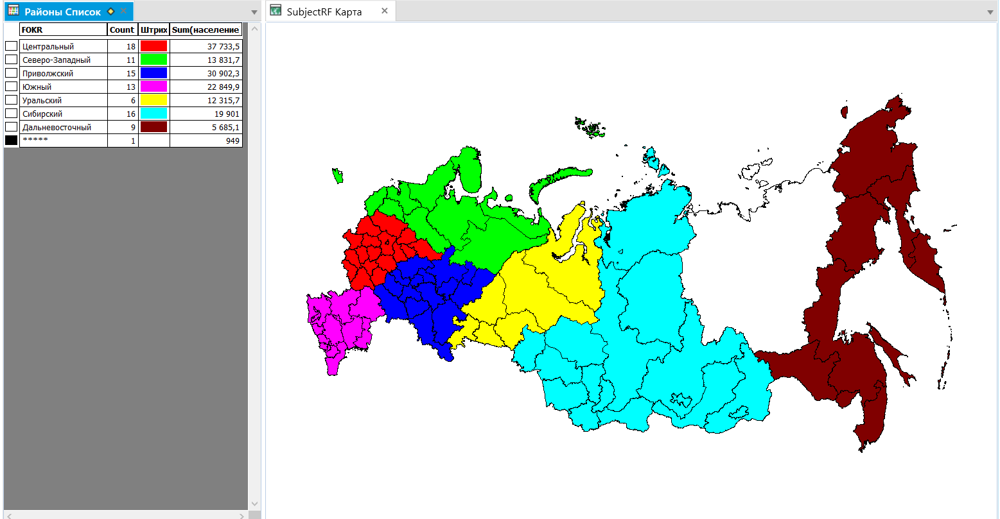 Районы Список
SubjectRF Карта
FOKR Count Штрих Sum(население
Центральный 18 37 733,5
Северо-Западный 11 13 831,7
Приволжский 15 30 902,3
Южный 13 22 849,9
Уральский 6 12 315,7
Сибирский 16 19 901
Дальневосточный 9 5 685,1
***** 1 949